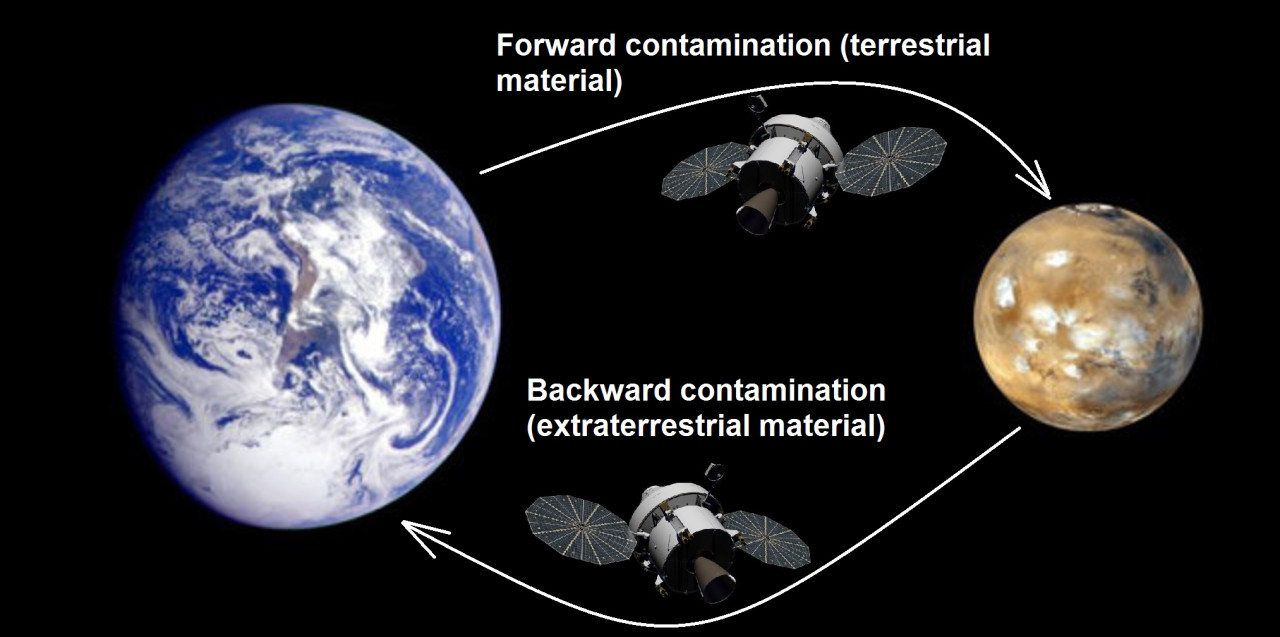 Forward contamination (terrestrial
material)
Backward contamination
(extraterrestrial material)